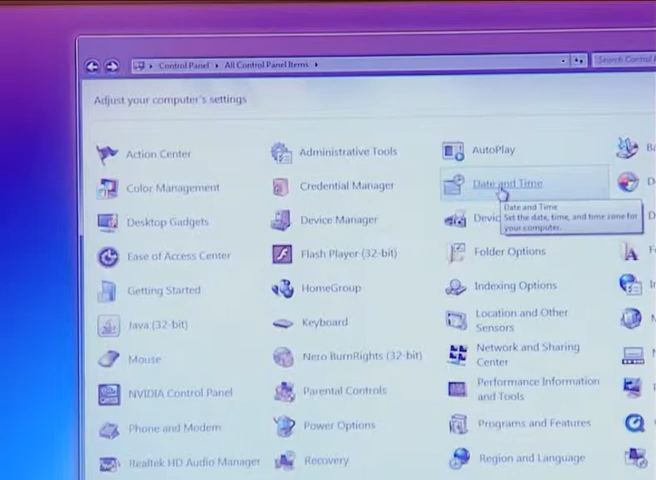 Control Panel ▸ All Control Panel Items ▸
Search Control
Adjust your computer's settings
Action Center
Administrative Tools
AutoPlay
Color Management
Credential Manager
Date and Time
Date and Time
Set the date, time, and time zone for
your computer.
Desktop Gadgets
Device Manager
Ease of Access Center
Flash Player (32-bit)
Folder Options
Getting Started
HomeGroup
Indexing Options
Java (32-bit)
Keyboard
Location and Other
Sensors
Mouse
Nero BurnRights (32-bit)
Network and Sharing
Center
NVIDIA Control Panel
Parental Controls
Performance Information
and Tools
Phone and Modem
Power Options
Programs and Features
Realtek HD Audio Manager
Recovery
Region and Language